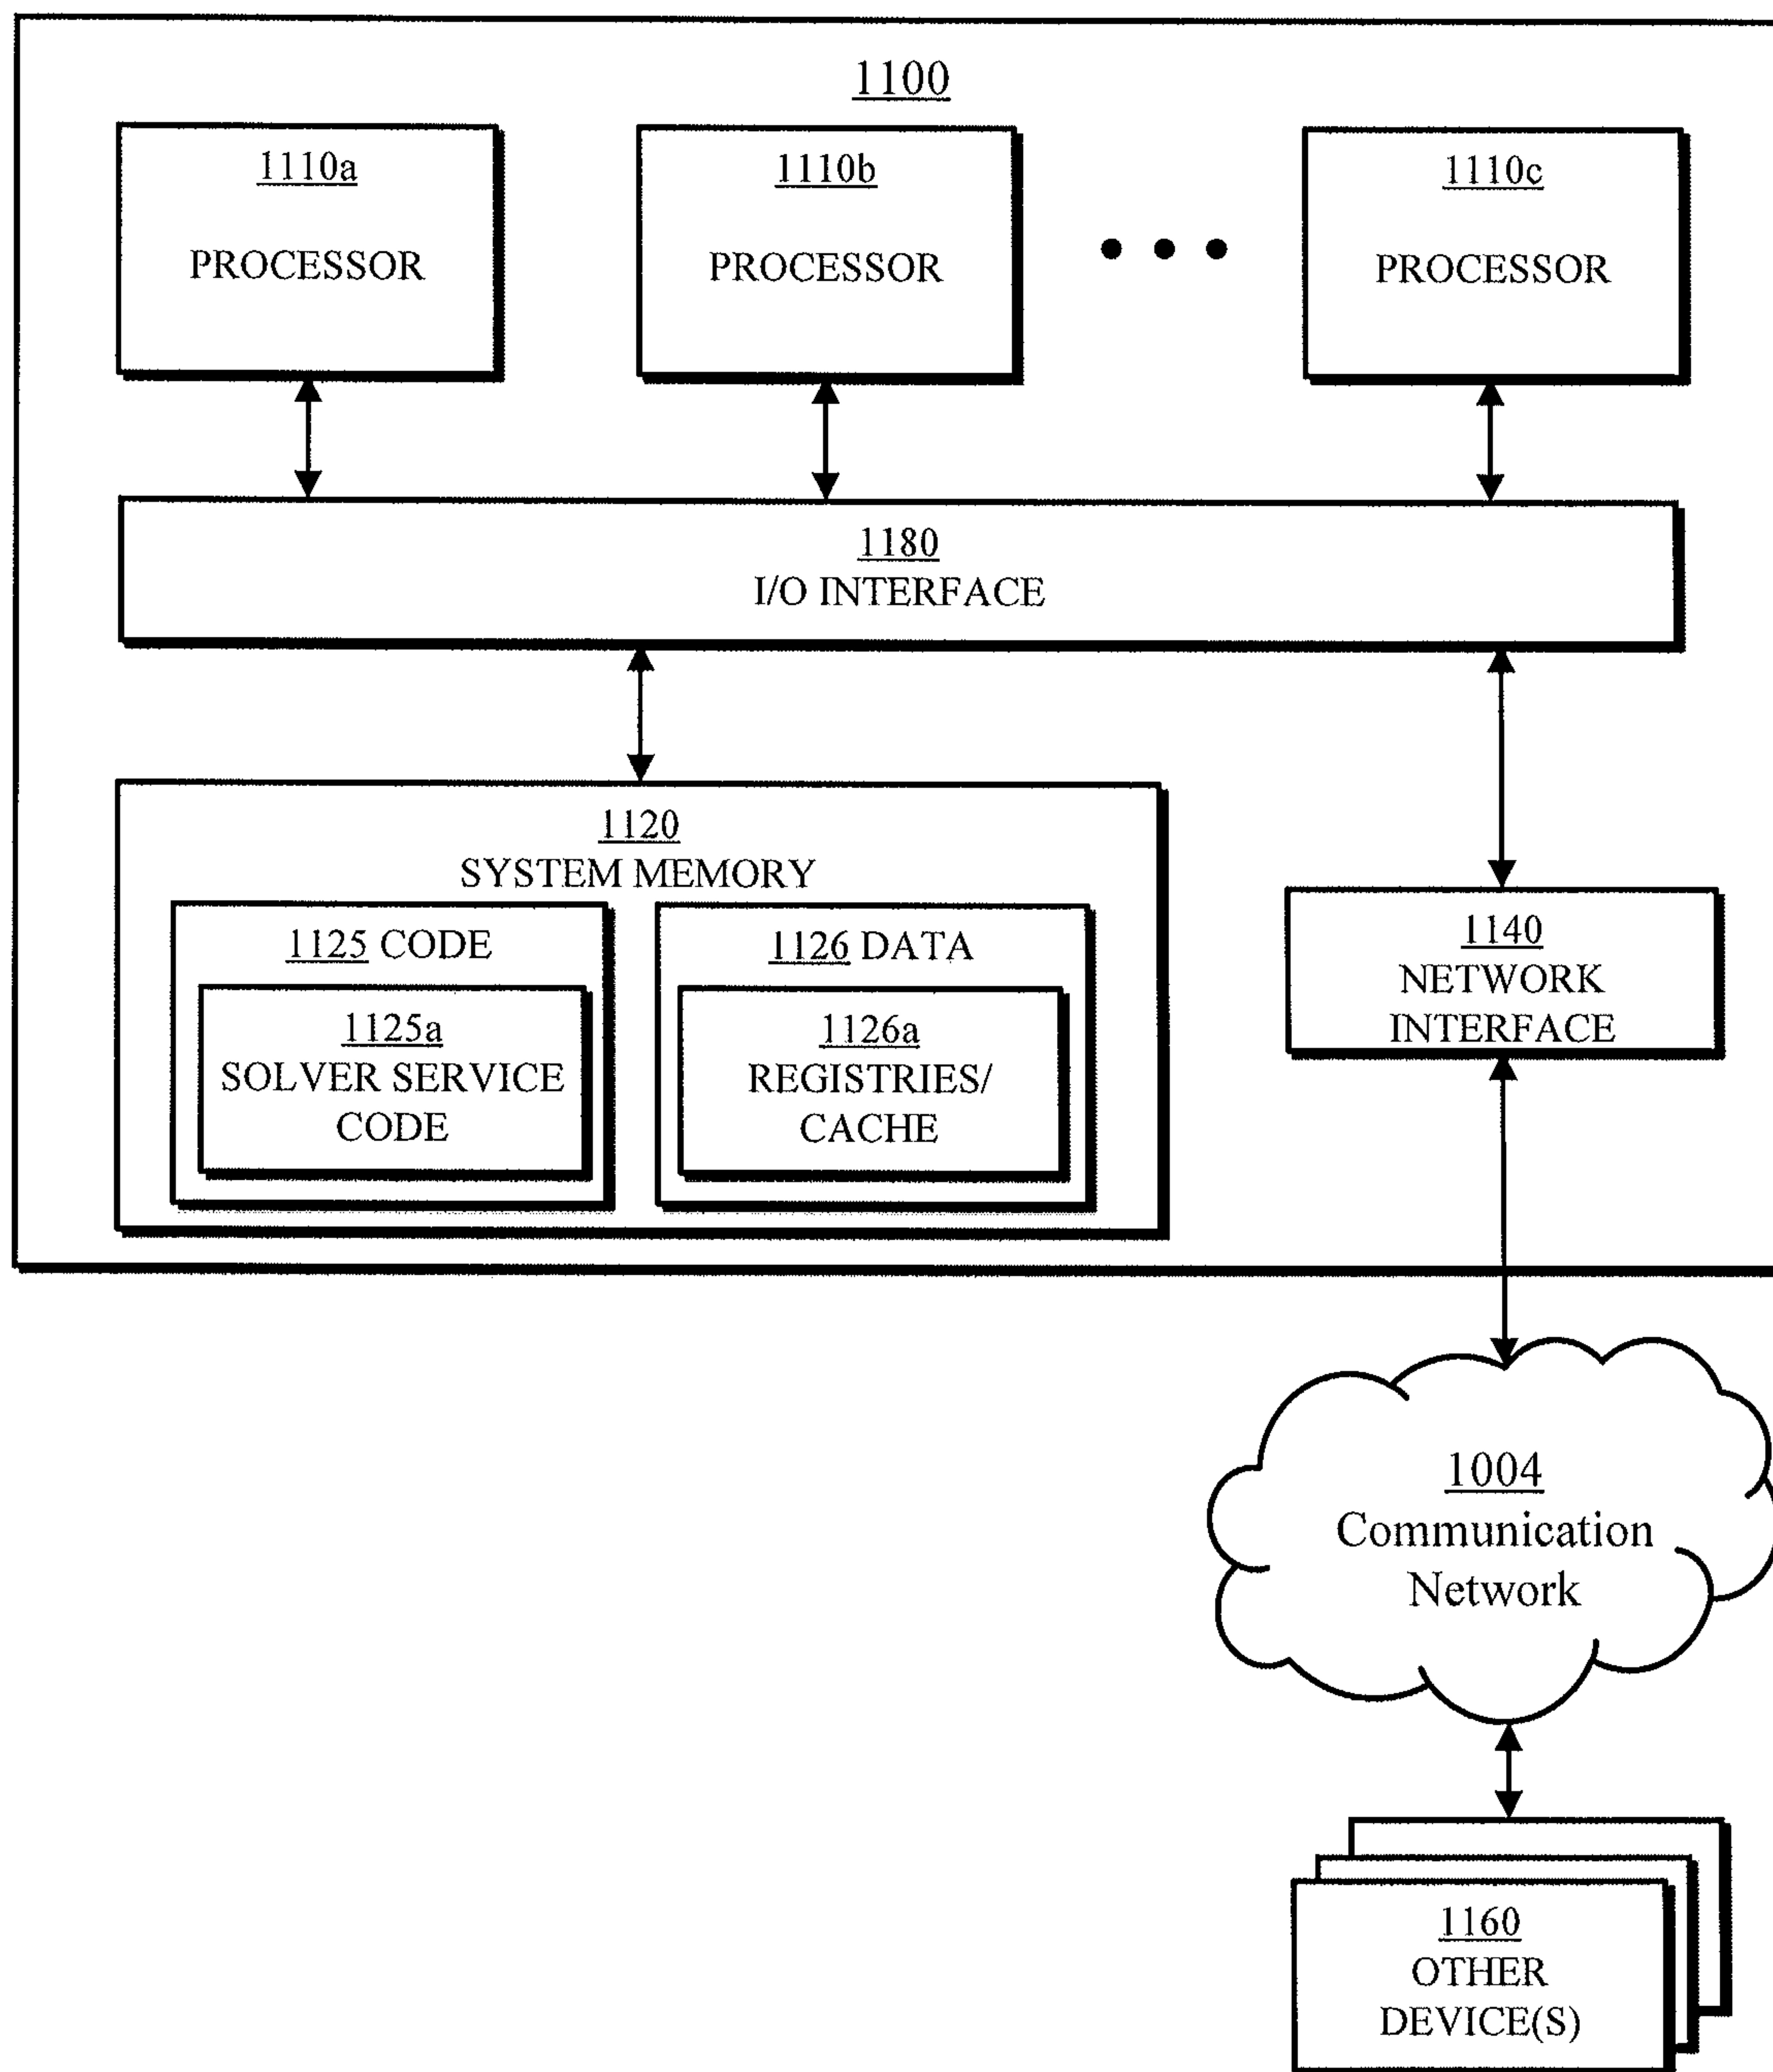 1100
1110a
PROCESSOR
1110b
PROCESSOR
1110c
PROCESSOR
1180
I/O INTERFACE
1120
SYSTEM MEMORY
1125 CODE
1125a
SOLVER SERVICE
CODE
1126 DATA
1126a
REGISTRIES/
CACHE
1140
NETWORK
INTERFACE
1004
Communication
Network
1160
OTHER
DEVICE(S)